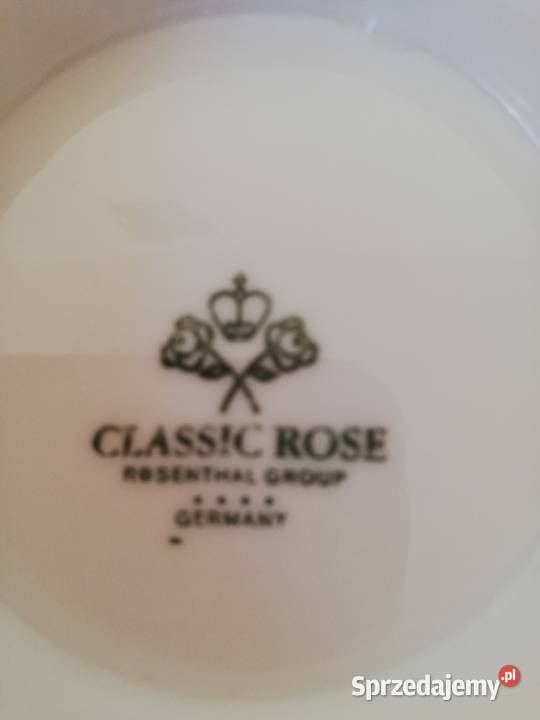 CLASSIC ROSE
ROSENTHAL GROUP
GERMANY
Sprzedajemy.pl